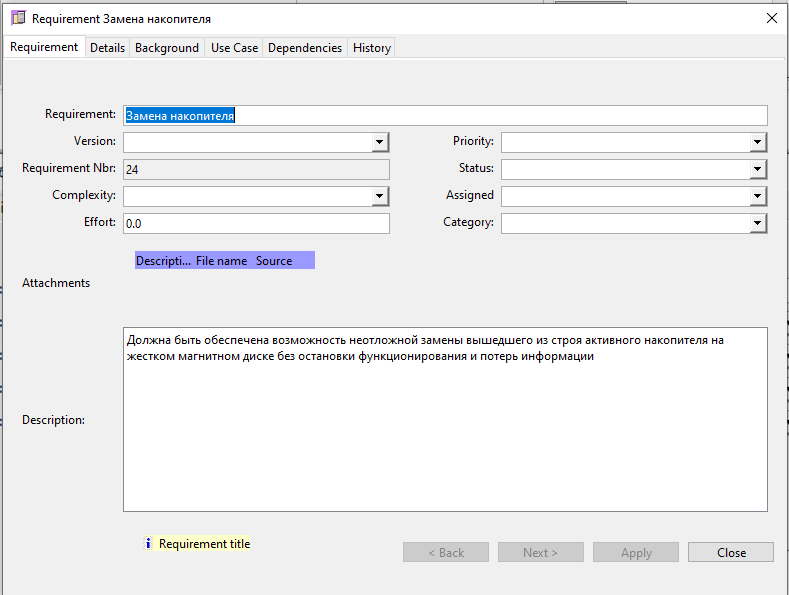 Requirement Замена накопителя
Requirement Details Background Use Case Dependencies History
Requirement: Замена накопителя
Version: Priority:
Requirement Nbr: 24 Status:
Complexity: Assigned
Effort: 0.0 Category:
Descripti... File name Source
Attachments
Должна быть обеспечена возможность неотложной замены вышедшего из строя активного накопителя на
жестком магнитном диске без остановки функционирования и потерь информации
Description:
i Requirement title
< Back Next > Apply Close